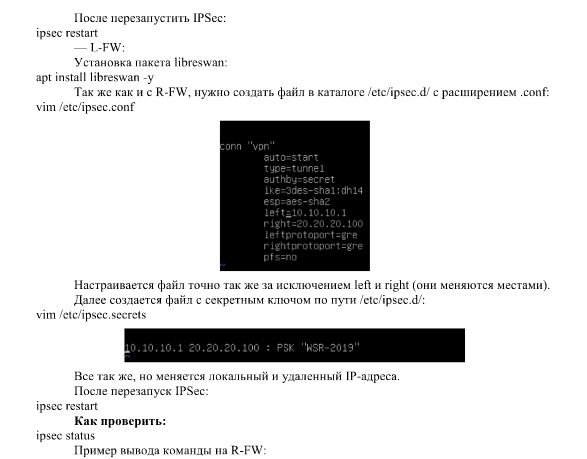 После перезапустить IPSec:
ipsec restart
— L-FW:
Установка пакета libreswan:
apt install libreswan -y
Так же как и с R-FW, нужно создать файл в каталоге /etc/ipsec.d/ с расширением .conf:
vim /etc/ipsec.conf
conn "vpn"
auto=start
type=tunnel
authby=secret
ike=3des-sha1;dh14
esp=aes-sha2
left=10.10.10.1
right=20.20.20.100
leftprotoport=gre
rightprotoport=gre
pfs=no
~
Настраивается файл точно так же за исключением left и right (они меняются местами).
Далее создается файл с секретным ключом по пути /etc/ipsec.d/:
vim /etc/ipsec.secrets
10.10.10.1 20.20.20.100 : PSK "WSR-2019"
~
Все так же, но меняется локальный и удаленный IP-адреса.
После перезапуск IPSec:
ipsec restart
Как проверить:
ipsec status
Пример вывода команды на R-FW: